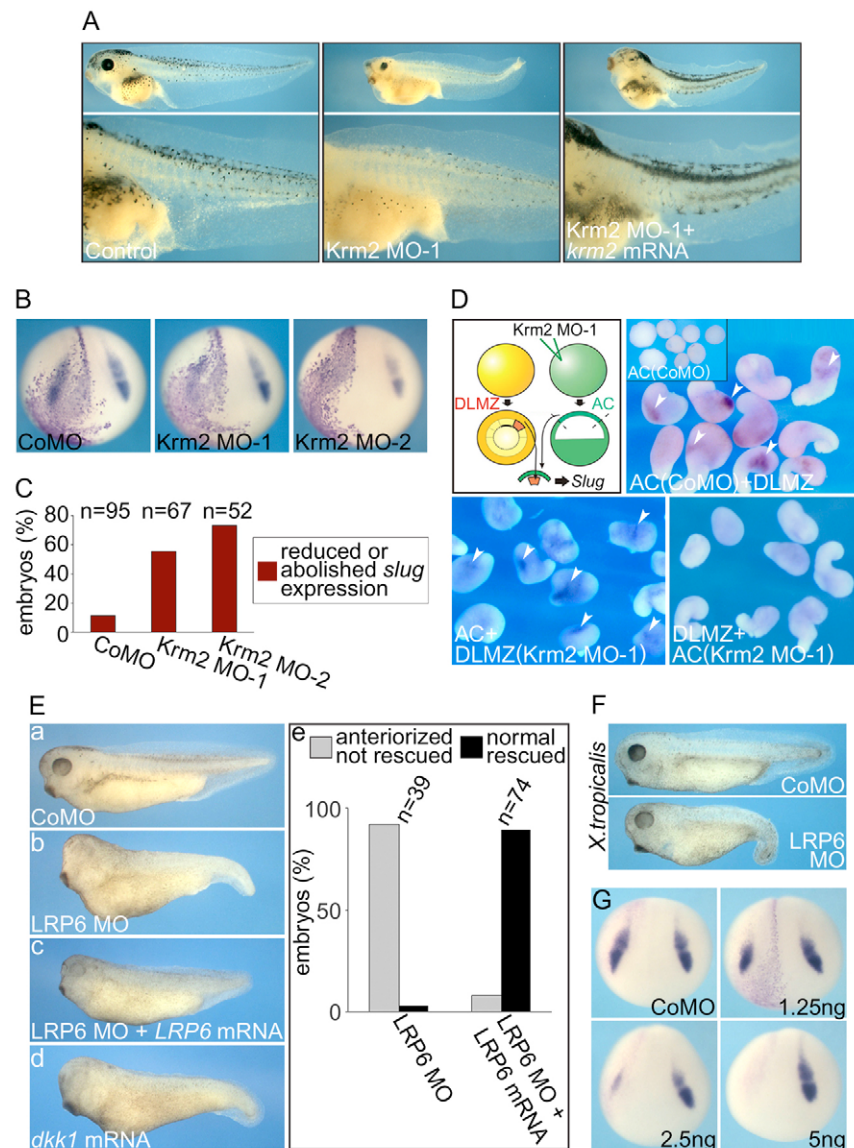 A
Control
Krm2 MO-1
Krm2 MO-1+
krm2 mRNA
B
CoMO
Krm2 MO-1
Krm2 MO-2
C
n=95
n=67
n=52
embryos (%)
80
60
40
20
0
CoMO
Krm2 MO-1
Krm2 MO-2
reduced or
abolished slug
expression
D
Krm2 MO-1
DLMZ
AC
Slug
AC(CoMO)
AC(CoMO)+DLMZ
AC+
DLMZ(Krm2 MO-1)
DLMZ+
AC(Krm2 MO-1)
E
a
CoMO
b
LRP6 MO
c
LRP6 MO + LRP6 mRNA
d
dkk1 mRNA
e
anteriorized
not rescued
normal
rescued
n=39
n=74
embryos (%)
100
50
0
LRP6 MO
LRP6 MO +
LRP6 mRNA
F
X.tropicalis
CoMO
LRP6
MO
G
CoMO
1.25ng
2.5ng
5ng